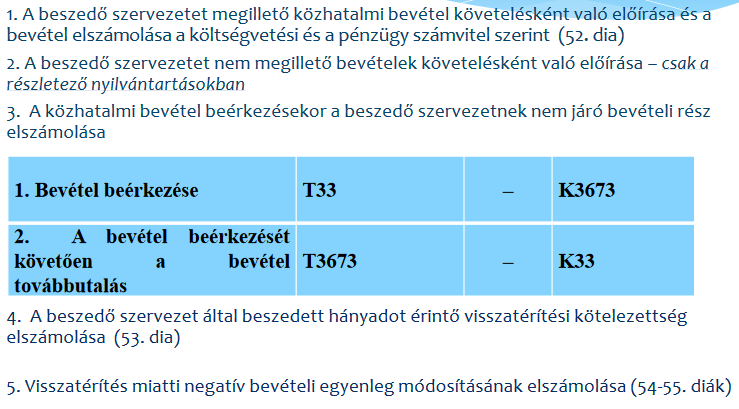 1. A beszedő szervezetet megillető közhatalmi bevétel követelésként való előírása és a
bevétel elszámolása a költségvetési és a pénzügy számvitel szerint (52. dia)
2. A beszedő szervezetet nem megillető bevételek követelésként való előírása – csak a
részletező nyilvántartásokban
3. A közhatalmi bevétel beérkezésekor a beszedő szervezetnek nem járó bevételi rész
elszámolása
1. Bevétel beérkezése T33 – K3673
2. A bevétel beérkezését
követően a bevétel T3673 – K33
továbbutalás
4. A beszedő szervezet által beszedett hányadot érintő visszatérítési kötelezettség
elszámolása (53. dia)
5. Visszatérítés miatti negatív bevételi egyenleg módosításának elszámolása (54-55. diák)